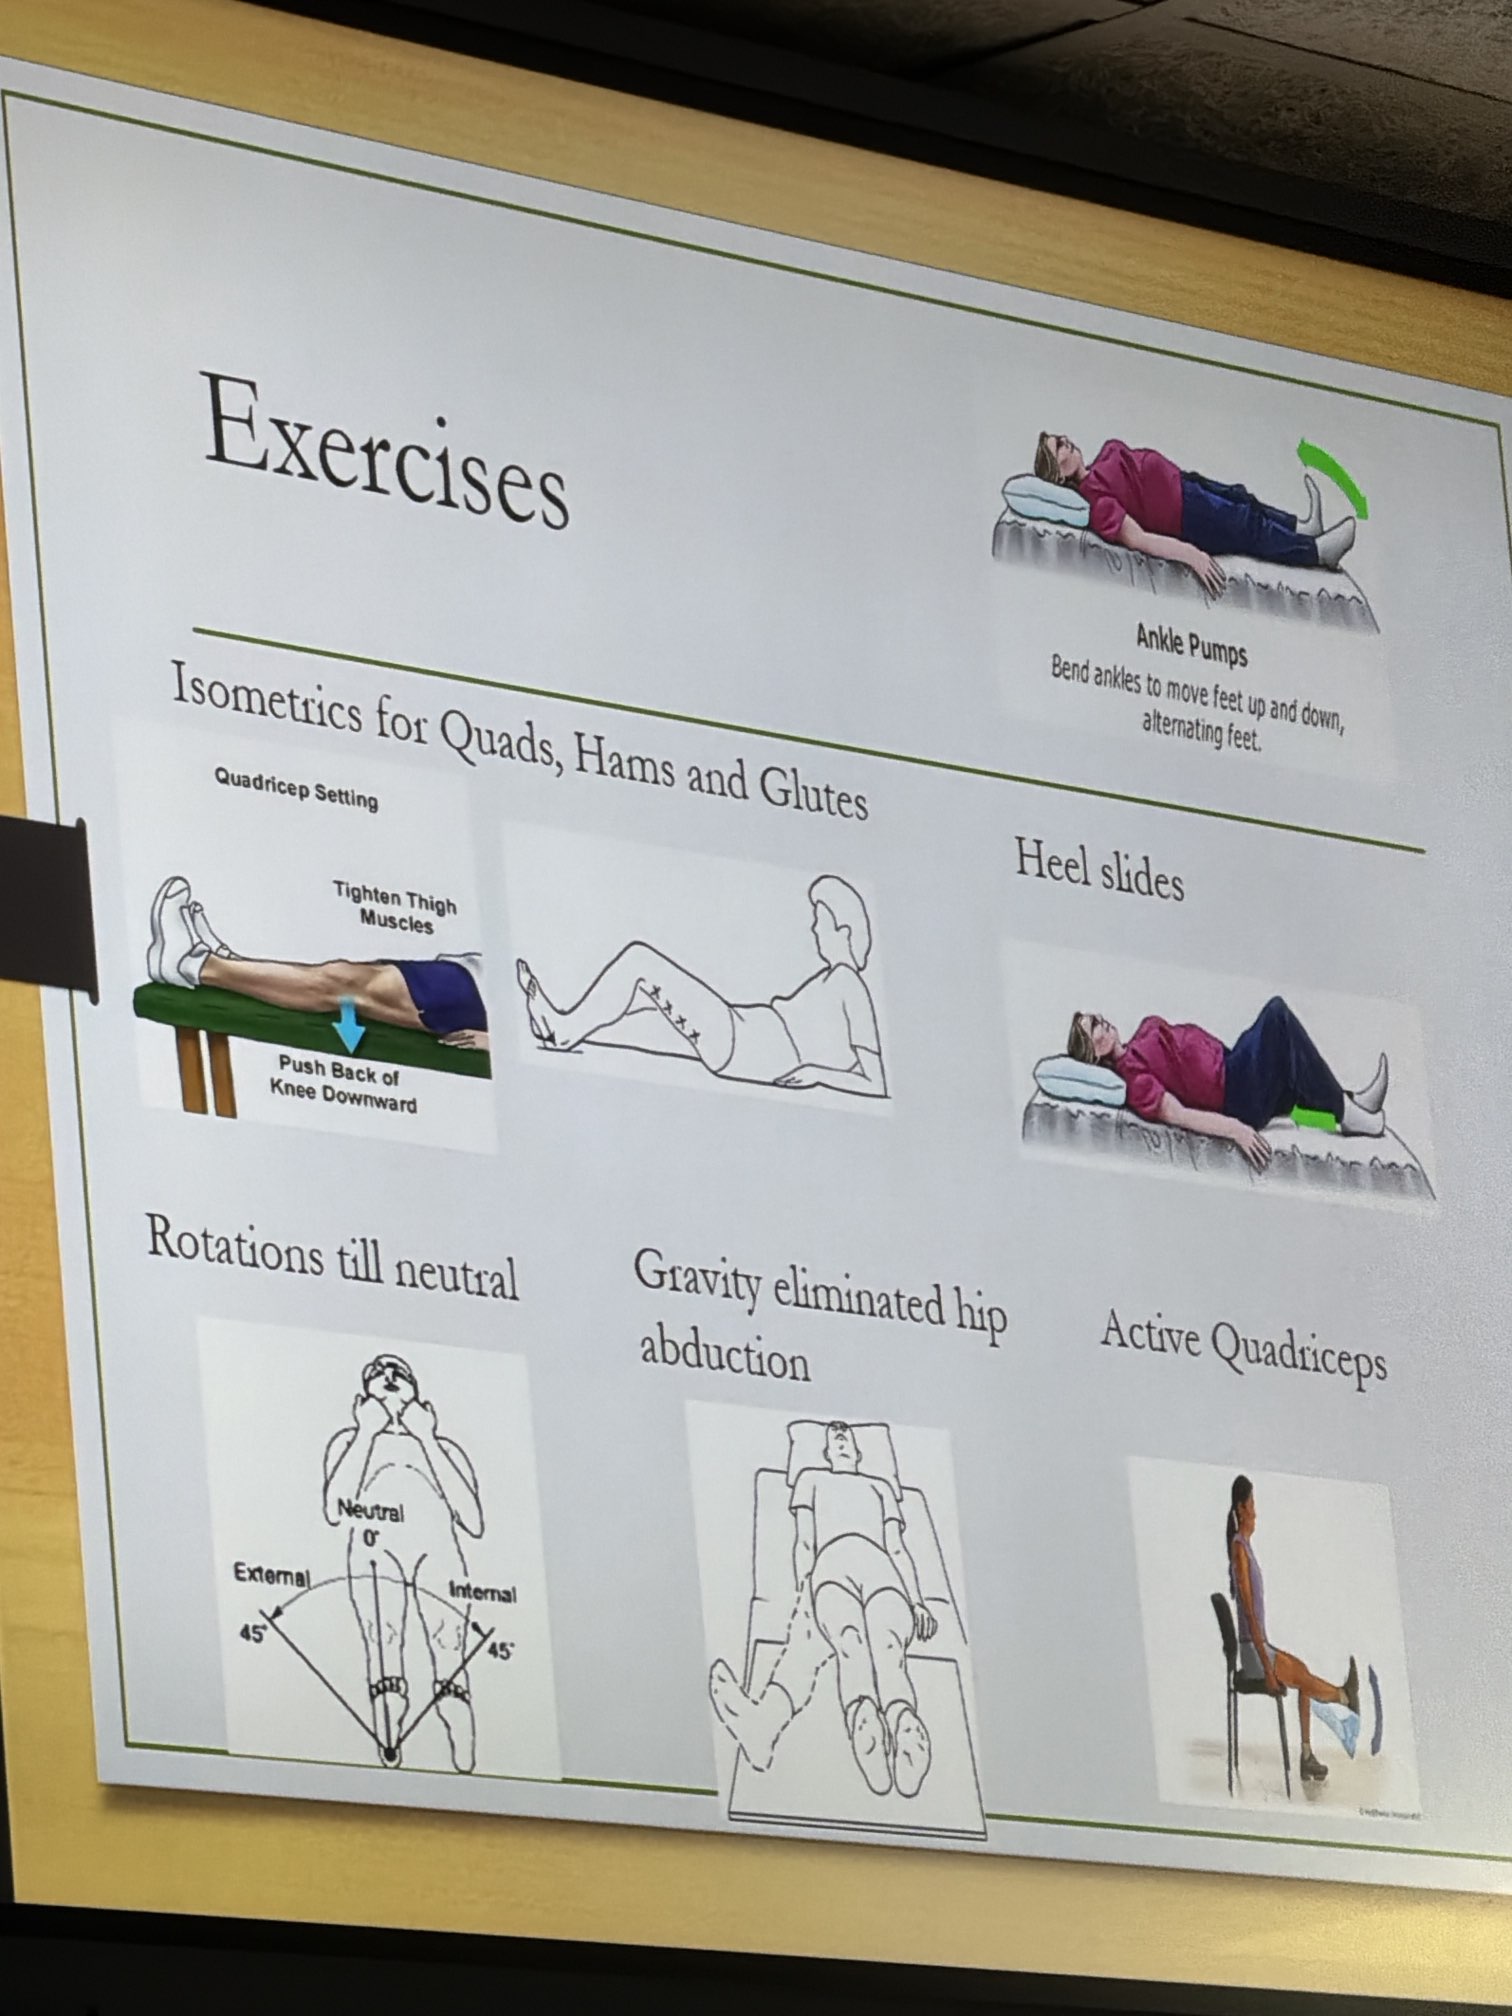 Exercises
Ankle Pumps
Bend ankles to move feet up and down,
alternating feet.
Isometrics for Quads, Hams and Glutes
Quadricep Setting
Tighten Thigh
Muscles
Push Back of
Knee Downward
Heel slides
Rotations till neutral
Neutral
0°
External
Internal
45°
45°
Gravity eliminated hip
abduction
Active Quadriceps